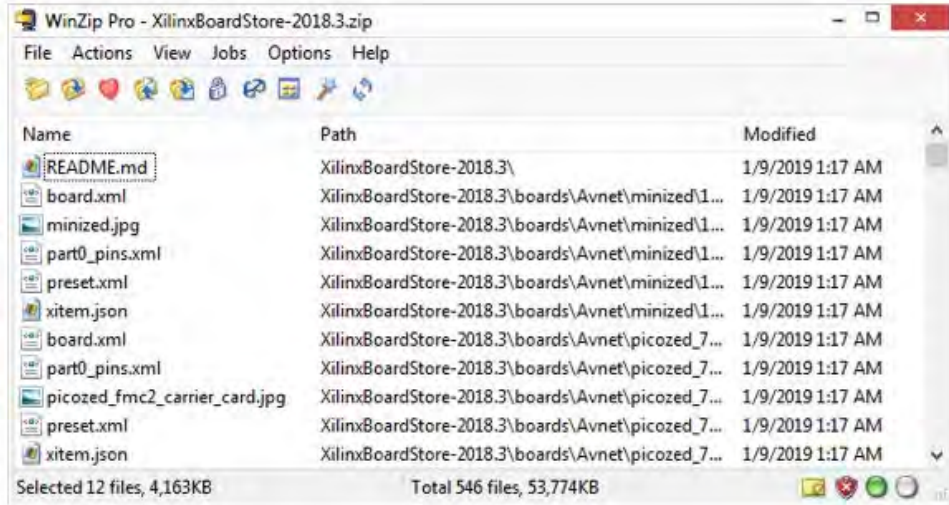 WinZip Pro - XilinxBoardStore-2018.3.zip
File Actions View Jobs Options Help
Name Path Modified
README.md XilinxBoardStore-2018.3\ 1/9/2019 1:17 AM
board.xml XilinxBoardStore-2018.3\boards\Avnet\minized\1... 1/9/2019 1:17 AM
minized.jpg XilinxBoardStore-2018.3\boards\Avnet\minized\1... 1/9/2019 1:17 AM
part0_pins.xml XilinxBoardStore-2018.3\boards\Avnet\minized\1... 1/9/2019 1:17 AM
preset.xml XilinxBoardStore-2018.3\boards\Avnet\minized\1... 1/9/2019 1:17 AM
xitem.json XilinxBoardStore-2018.3\boards\Avnet\minized\1... 1/9/2019 1:17 AM
board.xml XilinxBoardStore-2018.3\boards\Avnet\picozed_7... 1/9/2019 1:17 AM
part0_pins.xml XilinxBoardStore-2018.3\boards\Avnet\picozed_7... 1/9/2019 1:17 AM
picozed_fmc2_carrier_card.jpg XilinxBoardStore-2018.3\boards\Avnet\picozed_7... 1/9/2019 1:17 AM
preset.xml XilinxBoardStore-2018.3\boards\Avnet\picozed_7... 1/9/2019 1:17 AM
xitem.json XilinxBoardStore-2018.3\boards\Avnet\picozed_7... 1/9/2019 1:17 AM
Selected 12 files, 4,163KB Total 546 files, 53,774KB